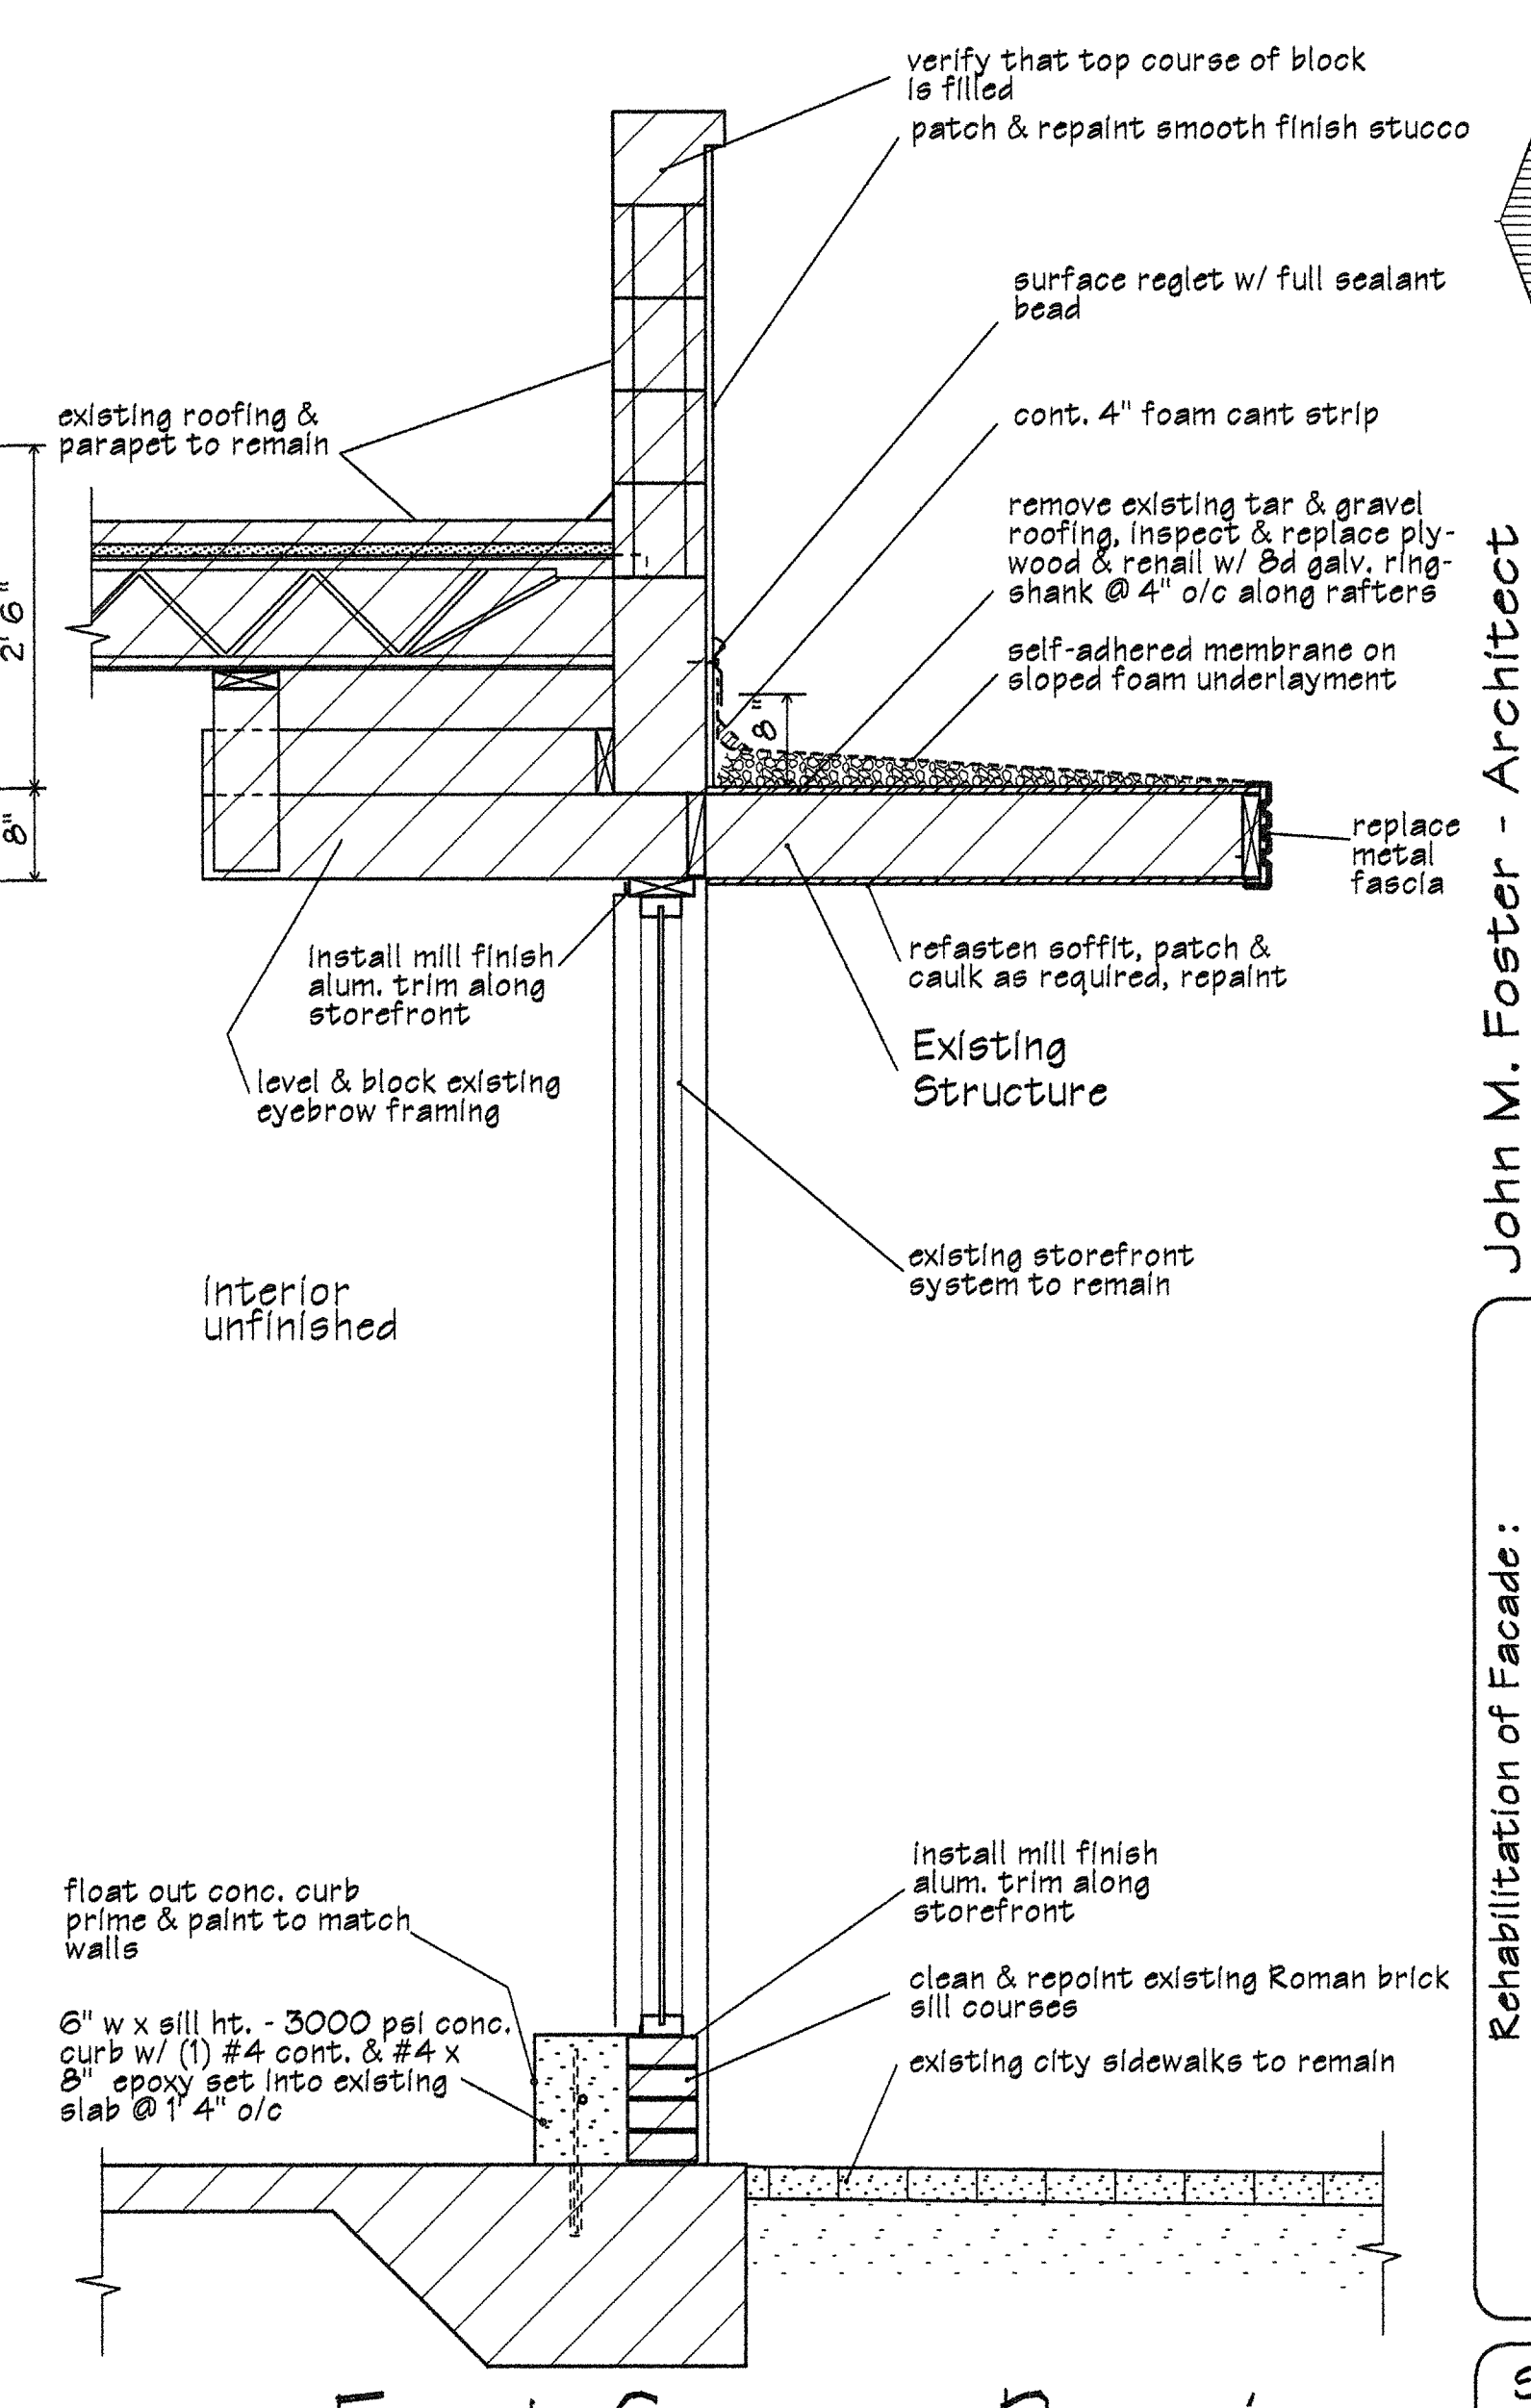 verify that top course of block
is filled
patch & repaint smooth finish stucco
surface reglet w/ full sealant
bead
cont. 4" foam cant strip
existing roofing &
parapet to remain
remove existing tar & gravel
roofing, inspect & replace ply-
wood & renail w/ 8d galv. ring-
shank @ 4" o/c along rafters
self-adhered membrane on
sloped foam underlayment
2' 6"
8"
8"
replace
metal
fascia
install mill finish
alum. trim along
storefront
refasten soffit, patch &
caulk as required, repaint
Existing
Structure
level & block existing
eyebrow framing
existing storefront
system to remain
interior
unfinished
install mill finish
alum. trim along
storefront
float out conc. curb
prime & paint to match
walls
clean & repoint existing Roman brick
sill courses
6" w x sill ht. - 3000 psi conc.
curb w/ (1) #4 cont. & #4 x
8" epoxy set into existing
slab @ 1' 4" o/c
existing city sidewalks to remain
John M. Foster - Architect
Rehabilitation of Facade: